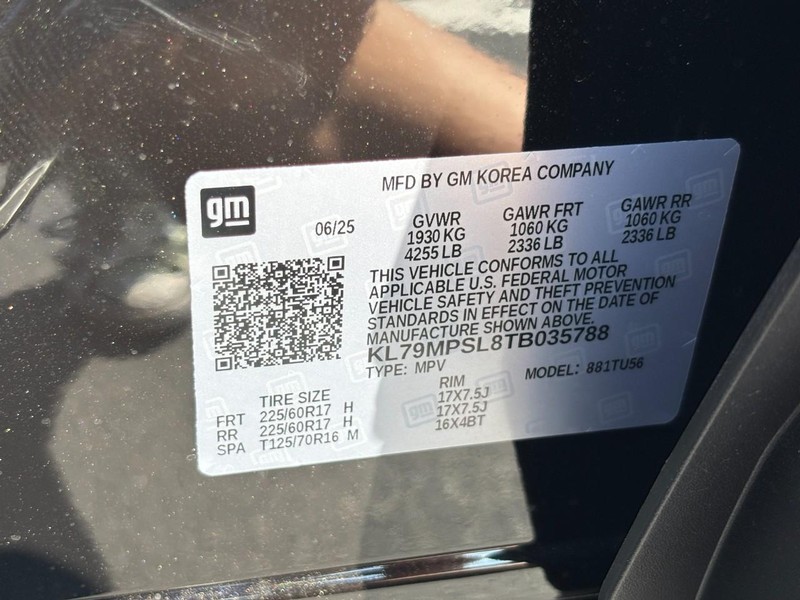 MFD BY GM KOREA COMPANY
gm
06/25
GVWR GAWR FRT GAWR RR
1930 KG 1060 KG 1060 KG
4255 LB 2336 LB 2336 LB
THIS VEHICLE CONFORMS TO ALL
APPLICABLE U.S. FEDERAL MOTOR
VEHICLE SAFETY AND THEFT PREVENTION
STANDARDS IN EFFECT ON THE DATE OF
MANUFACTURE SHOWN ABOVE.
KL79MPSL8TB035788
TYPE: MPV MODEL: 881TU56
TIRE SIZE RIM
FRT 225/60R17 H 17X7.5J
RR 225/60R17 H 17X7.5J
SPA T125/70R16 M 16X4BT